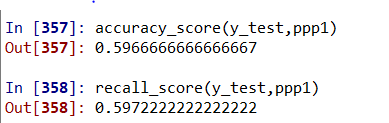 In [357]: accuracy_score(y_test,ppp1)
Out[357]: 0.5966666666666667
In [358]: recall_score(y_test,ppp1)
Out[358]: 0.5972222222222222